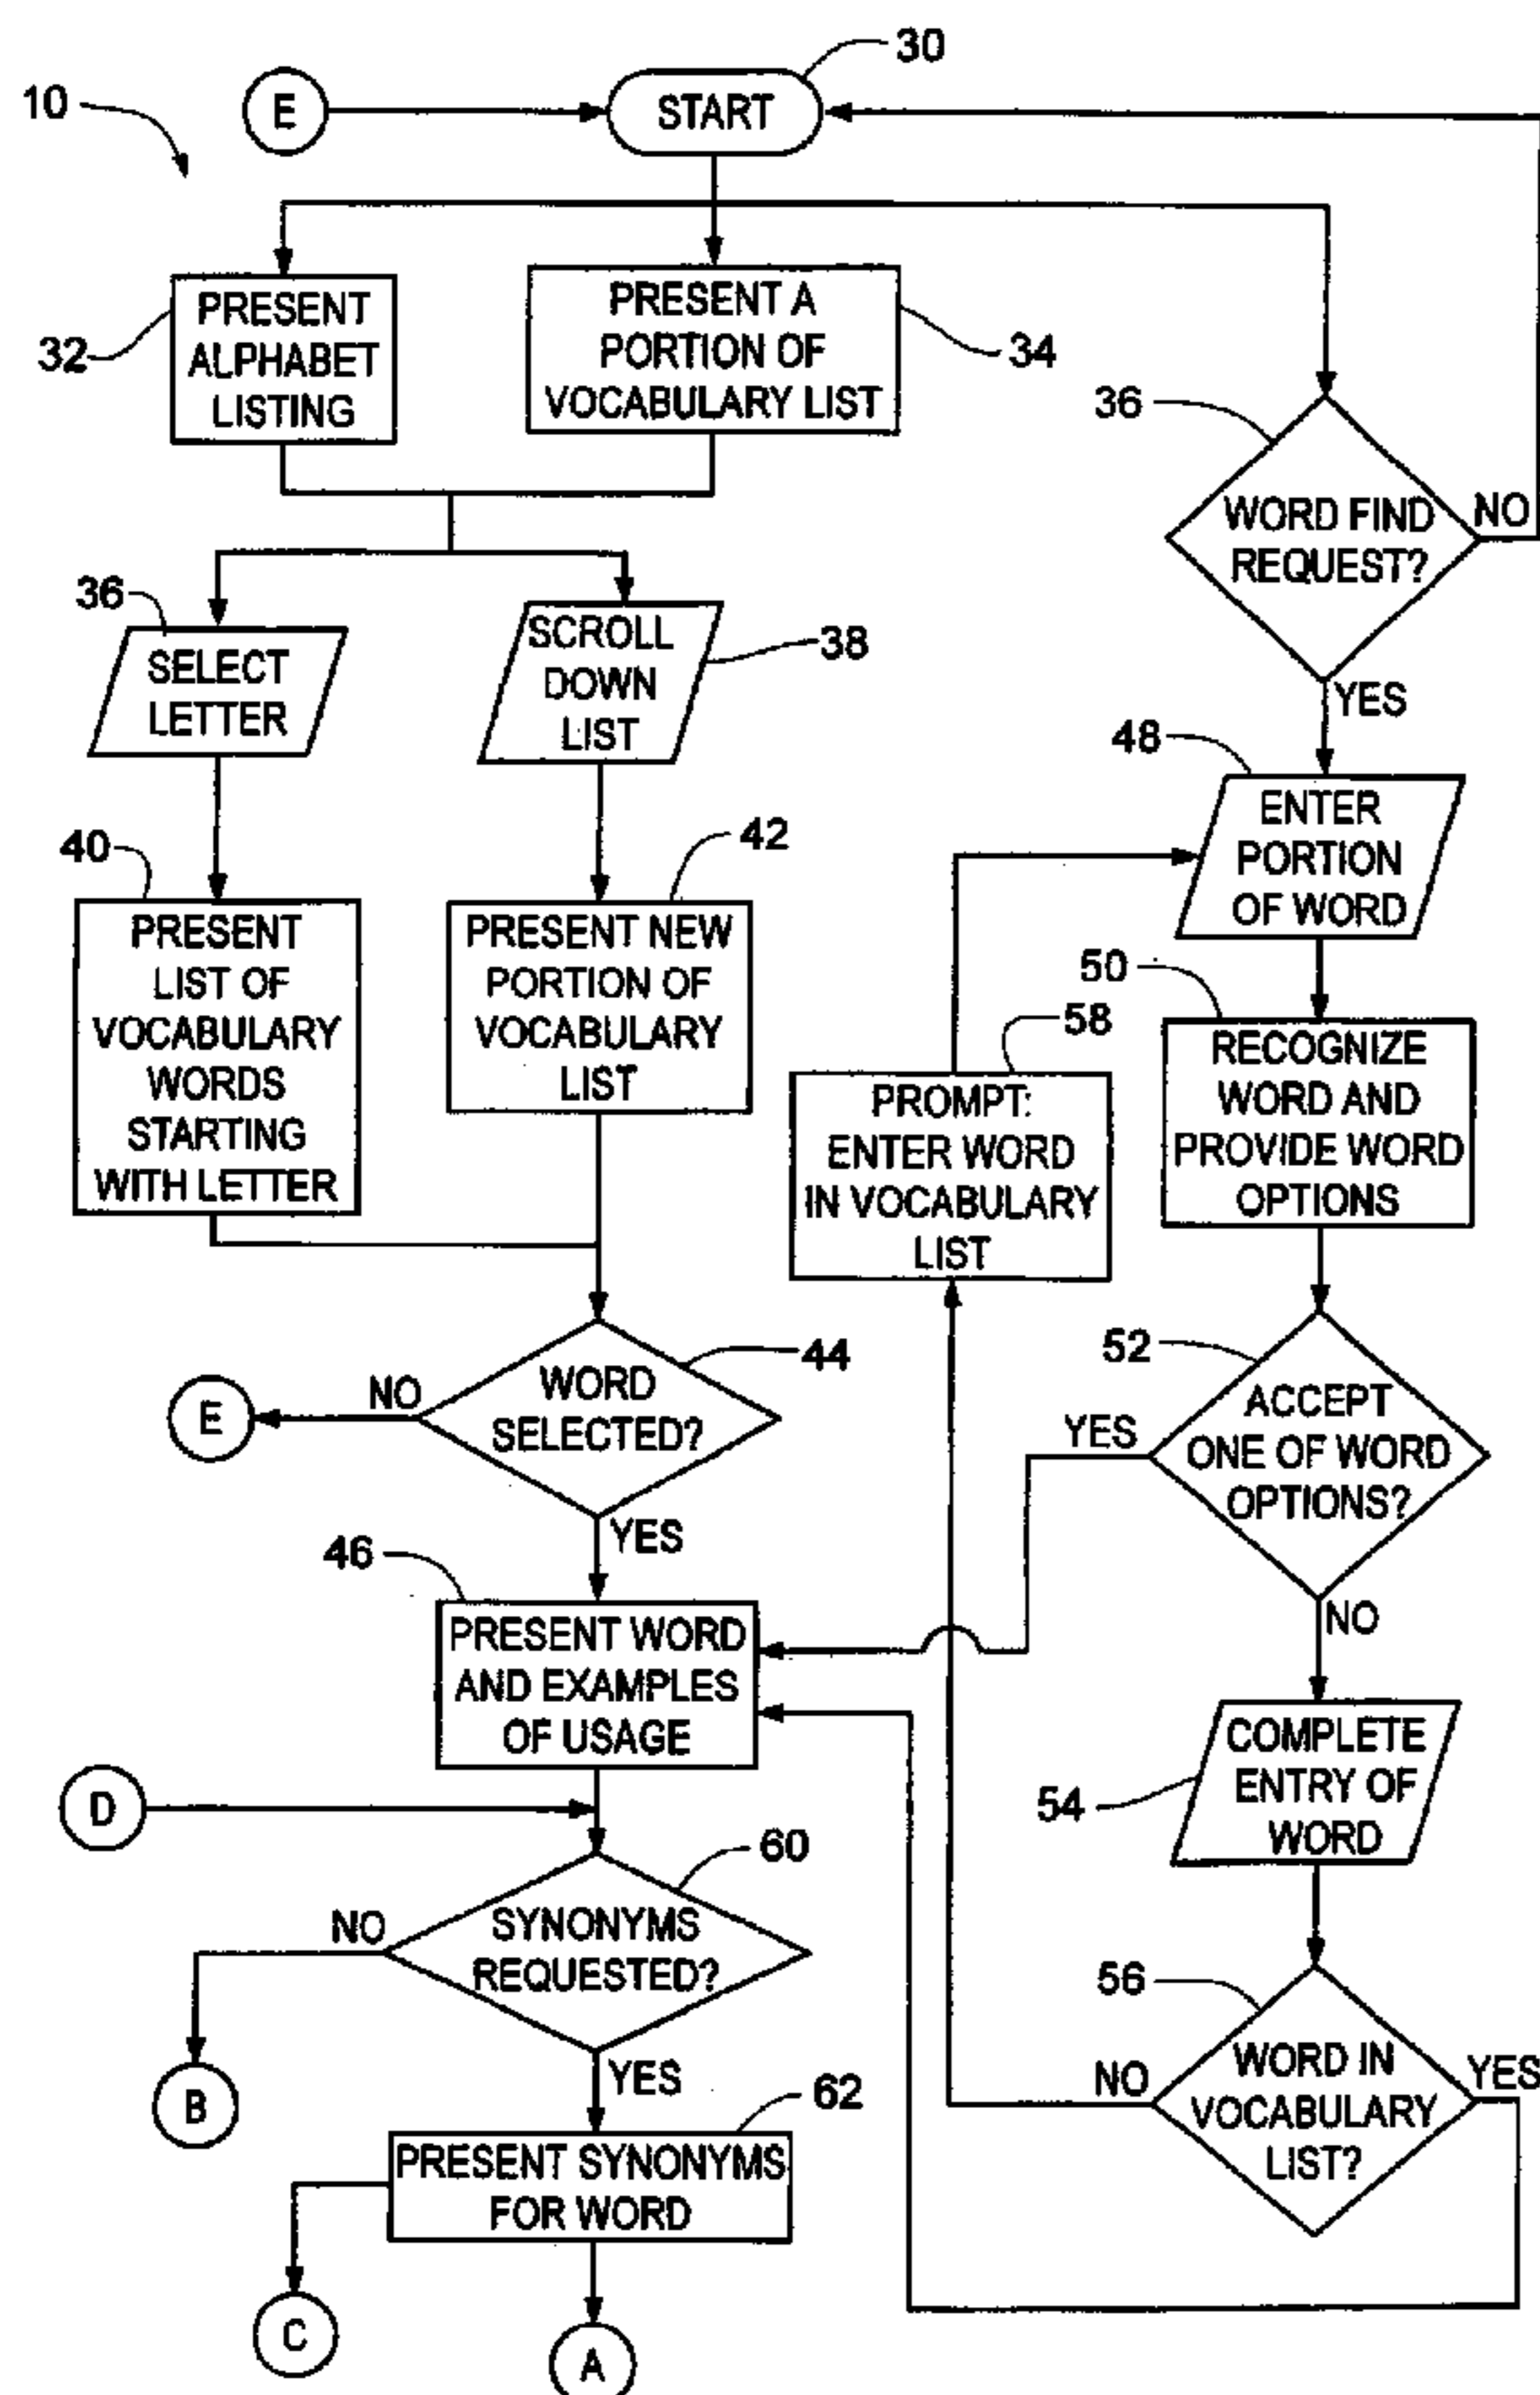 30
10
E
START
PRESENT
ALPHABET
LISTING
32
PRESENT A
PORTION OF
VOCABULARY LIST
34
36
WORD FIND
REQUEST?
NO
YES
36
SELECT
LETTER
SCROLL
DOWN
LIST
38
48
ENTER
PORTION
OF WORD
40
PRESENT
LIST OF
VOCABULARY
WORDS
STARTING
WITH LETTER
42
PRESENT NEW
PORTION OF
VOCABULARY
LIST
58
PROMPT:
ENTER WORD
IN VOCABULARY
LIST
50
RECOGNIZE
WORD AND
PROVIDE WORD
OPTIONS
44
WORD
SELECTED?
NO
E
YES
52
ACCEPT
ONE OF WORD
OPTIONS?
YES
NO
46
PRESENT WORD
AND EXAMPLES
OF USAGE
54
COMPLETE
ENTRY OF
WORD
D
60
SYNONYMS
REQUESTED?
NO
B
YES
56
WORD IN
VOCABULARY
LIST?
NO
YES
62
PRESENT SYNONYMS
FOR WORD
C
A